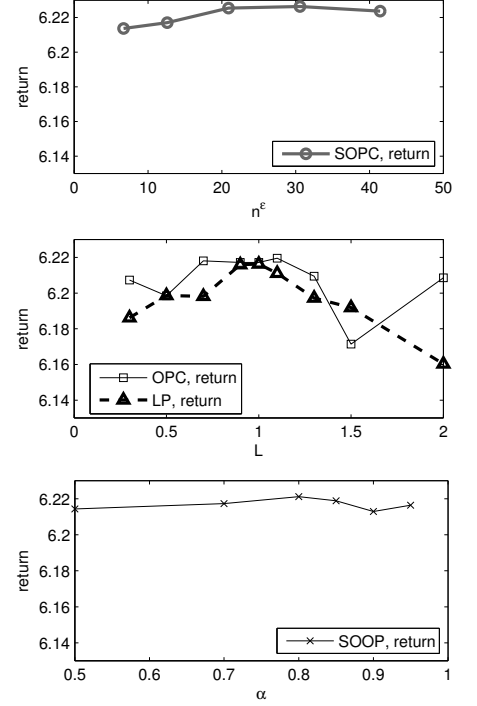 6.22
6.2
6.18
6.16
6.14
return
0 10 20 30 40 50
n^ε
SOPC, return
6.22
6.2
6.18
6.16
6.14
return
0 0.5 1 1.5 2
L
OPC, return
LP, return
6.22
6.2
6.18
6.16
6.14
return
0.5 0.6 0.7 0.8 0.9 1
α
SOOP, return